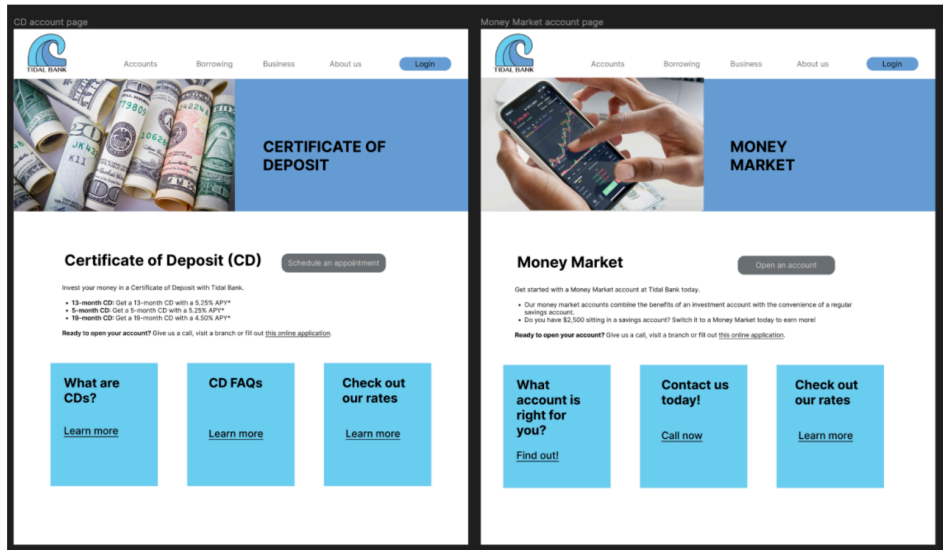 CD account page
TIDAL BANK
Accounts Borrowing Business About us Login
CERTIFICATE OF
DEPOSIT
Certificate of Deposit (CD)
Schedule an appointment
Invest your money in a Certificate of Deposit with Tidal Bank.
• 13-month CD: Get a 13-month CD with a 5.25% APY*
• 5-month CD: Get a 5-month CD with a 5.25% APY*
• 19-month CD: Get a 19-month CD with a 4.50% APY*
Ready to open your account? Give us a call, visit a branch or fill out this online application.
What are
CDs?
Learn more
CD FAQs
Learn more
Check out
our rates
Learn more
Money Market account page
TIDAL BANK
Accounts Borrowing Business About us Login
MONEY
MARKET
Money Market
Open an account
Get started with a Money Market account at Tidal Bank today.
• Our money market accounts combine the benefits of an investment account with the convenience of a regular
savings account.
• Do you have $2,500 sitting in a savings account? Switch it to a Money Market today to earn more!
Ready to open your account? Give us a call, visit a branch or fill out this online application.
What
account is
right for
you?
Find out!
Contact us
today!
Call now
Check out
our rates
Learn more